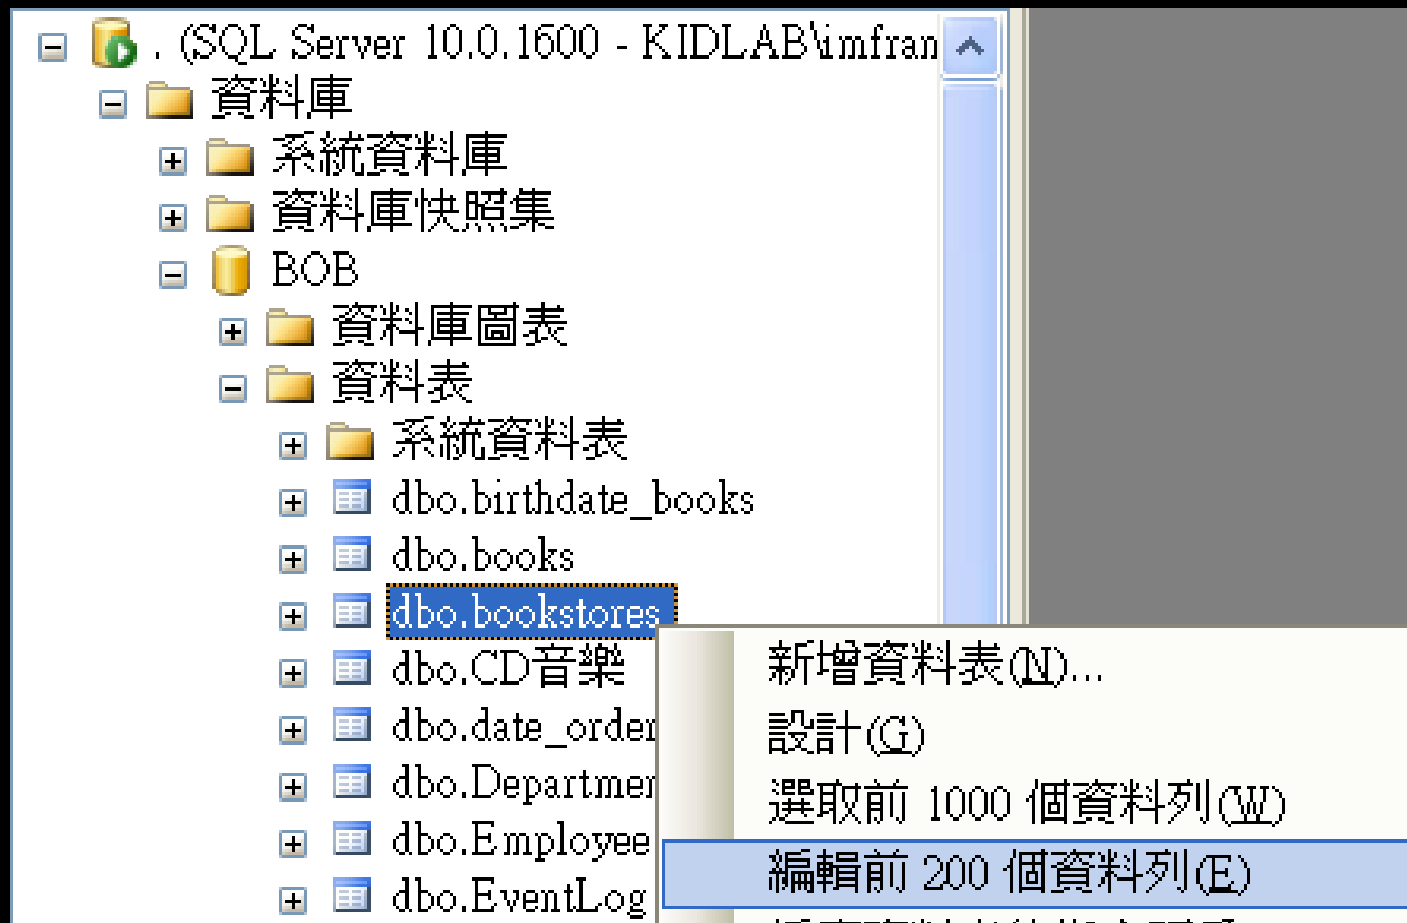 . (SQL Server 10.0.1600 - KIDLAB\imfran
資料庫
系統資料庫
資料庫快照集
BOB
資料庫圖表
資料表
系統資料表
dbo.birthdate_books
dbo.books
dbo.bookstores
dbo.CD音樂
dbo.date_order
dbo.Departmen
dbo.Employee
dbo.EventLog
新增資料表(N)...
設計(G)
選取前 1000 個資料列(W)
編輯前 200 個資料列(E)